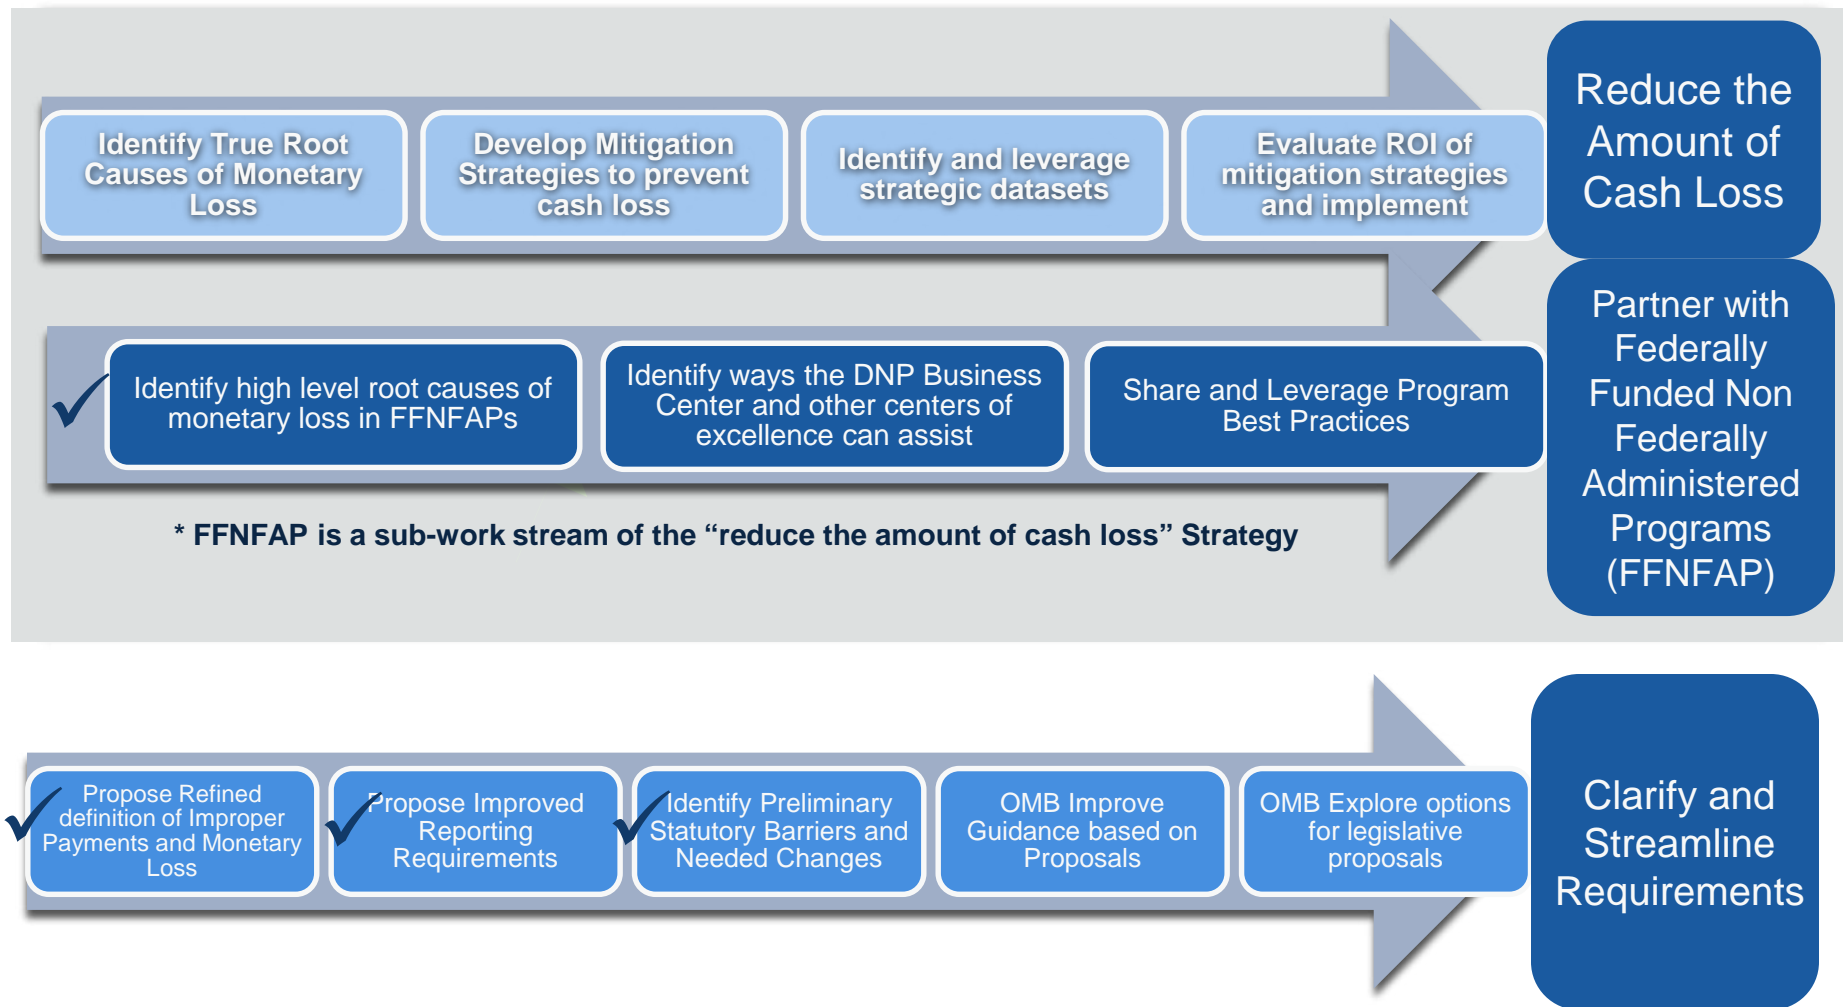 Identify True Root
Causes of Monetary
Loss
Develop Mitigation
Strategies to prevent
cash loss
Identify and leverage
strategic datasets
Evaluate ROI of
mitigation strategies
and implement
Reduce the
Amount of
Cash Loss
Identify high level root causes of
monetary loss in FFNFAPs
Identify ways the DNP Business
Center and other centers of
excellence can assist
Share and Leverage Program
Best Practices
Partner with
Federally
Funded Non
Federally
Administered
Programs
(FFNFAP)
* FFNFAP is a sub-work stream of the “reduce the amount of cash loss” Strategy
Propose Refined
definition of Improper
Payments and Monetary
Loss
Propose Improved
Reporting
Requirements
Identify Preliminary
Statutory Barriers and
Needed Changes
OMB Improve
Guidance based on
Proposals
OMB Explore options
for legislative
proposals
Clarify and
Streamline
Requirements